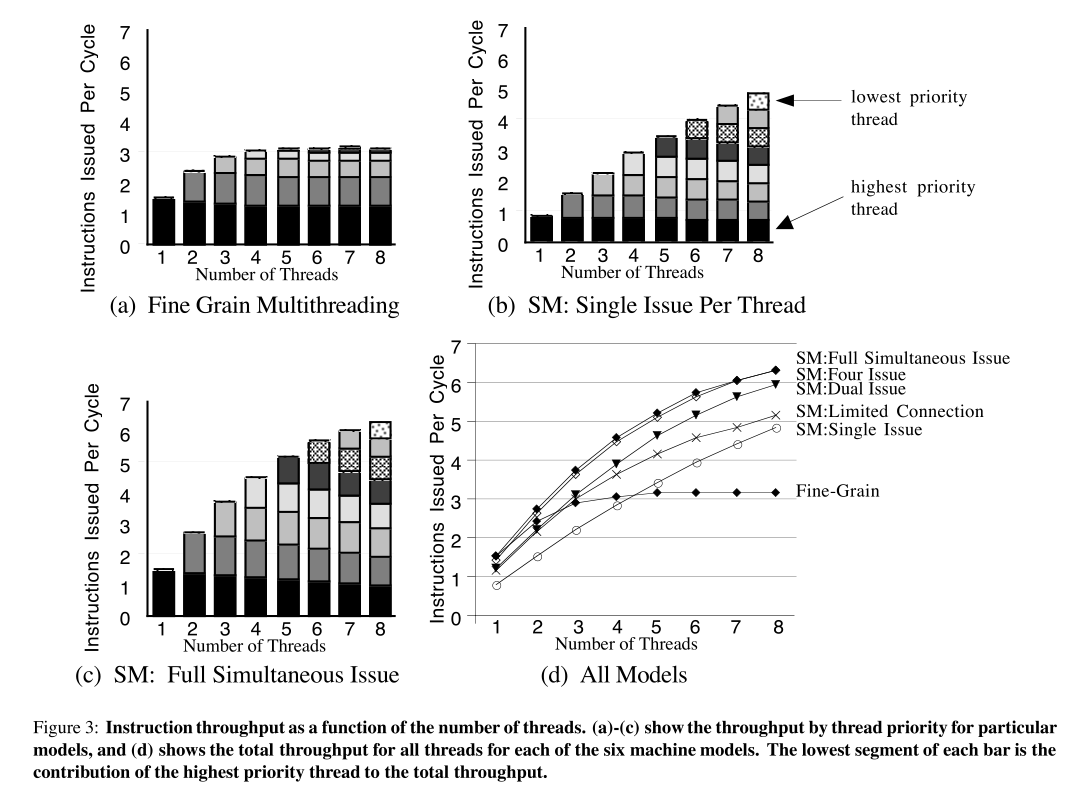 Instructions Issued Per Cycle
7
6
5
4
3
2
1
0
1 2 3 4 5 6 7 8
Number of Threads
(a) Fine Grain Multithreading
Instructions Issued Per Cycle
7
6
5
4
3
2
1
0
1 2 3 4 5 6 7 8
Number of Threads
lowest priority
thread
highest priority
thread
(b) SM: Single Issue Per Thread
Instructions Issued Per Cycle
7
6
5
4
3
2
1
0
1 2 3 4 5 6 7 8
Number of Threads
(c) SM: Full Simultaneous Issue
Instructions Issued Per Cycle
7
6
5
4
3
2
1
0
1 2 3 4 5 6 7 8
Number of Threads
SM:Full Simultaneous Issue
SM:Four Issue
SM:Dual Issue
SM:Limited Connection
SM:Single Issue
Fine-Grain
(d) All Models
Figure 3: Instruction throughput as a function of the number of threads. (a)-(c) show the throughput by thread priority for particular
models, and (d) shows the total throughput for all threads for each of the six machine models. The lowest segment of each bar is the
contribution of the highest priority thread to the total throughput.